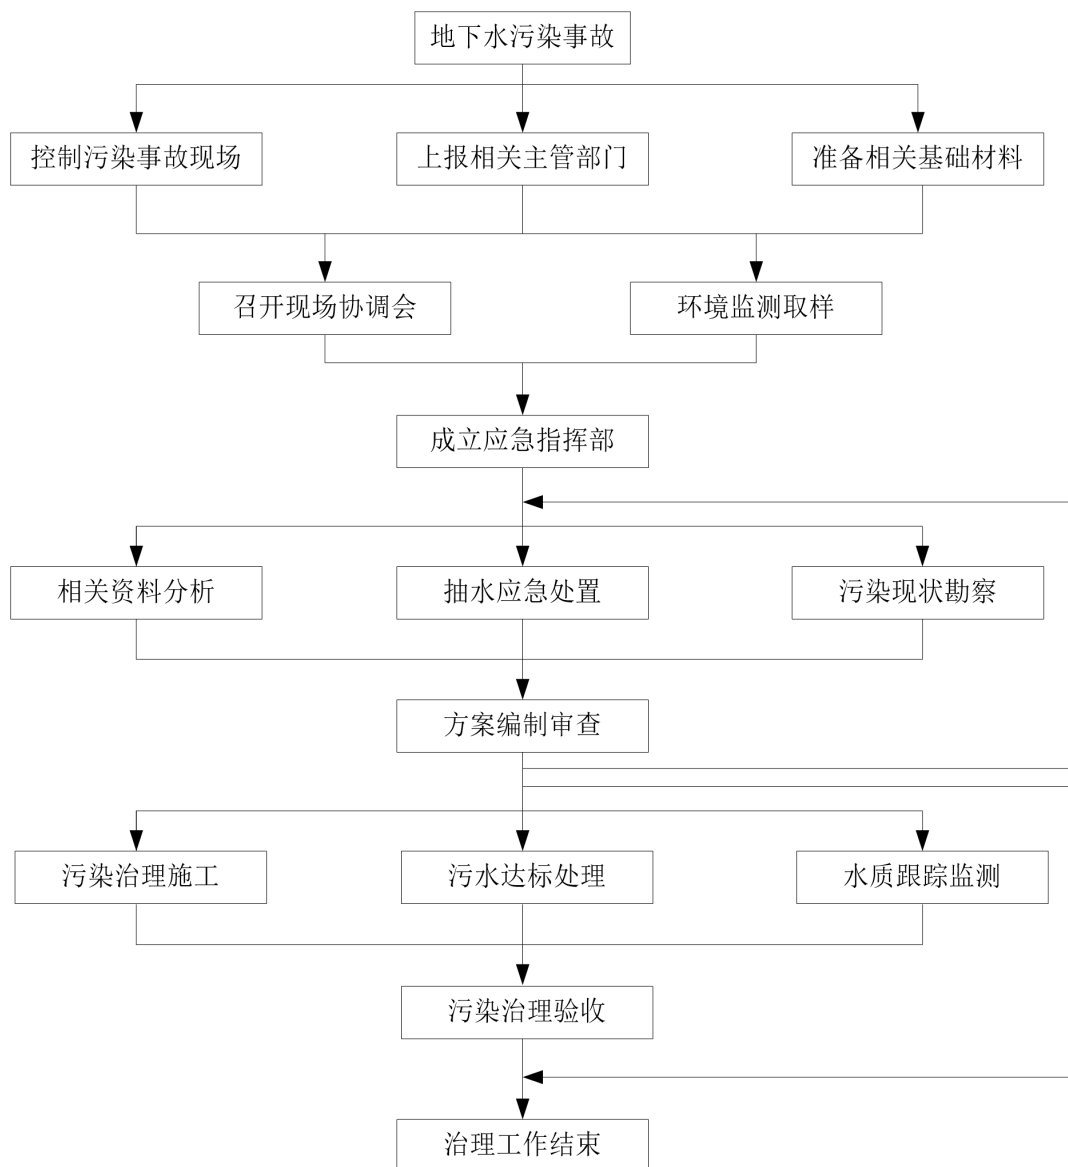 地下水污染事故
控制污染事故现场
上报相关主管部门
准备相关基础材料
召开现场协调会
环境监测取样
成立应急指挥部
相关资料分析
抽水应急处置
污染现状勘察
方案编制审查
污染治理施工
污水达标处理
水质跟踪监测
污染治理验收
治理工作结束